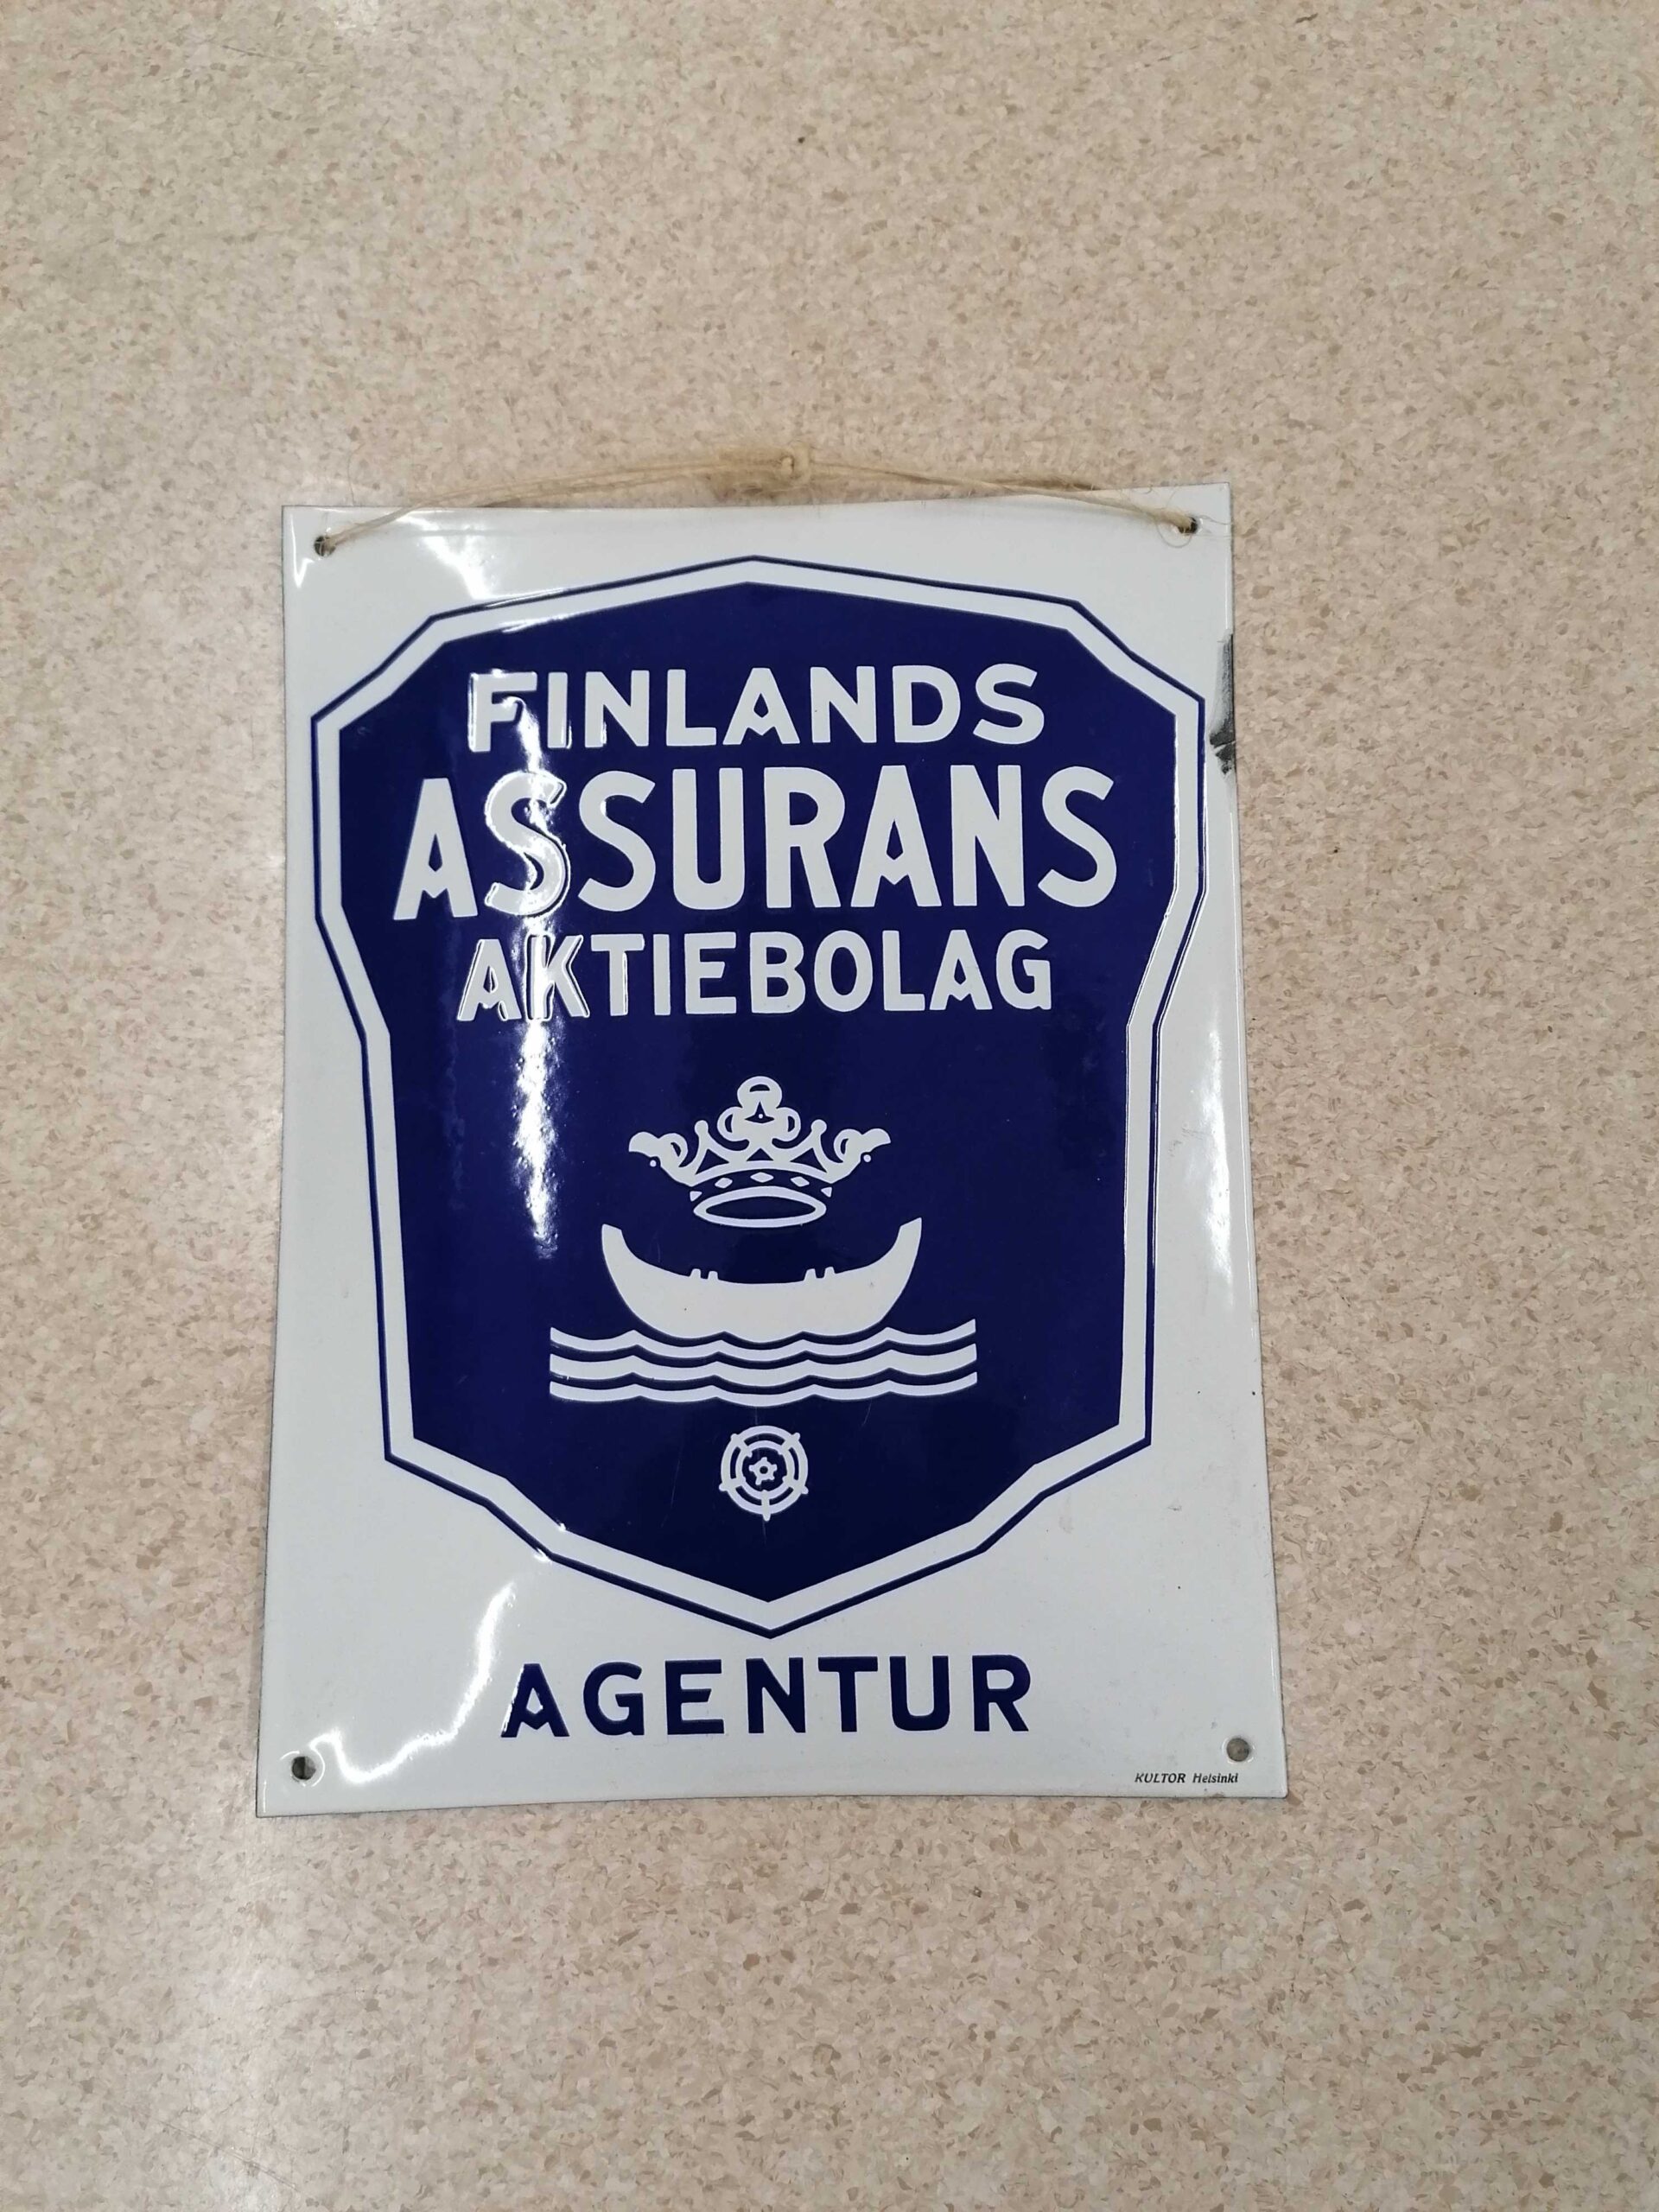 FINLANDS
ASSURANS
AKTIEBOLAG
AGENTUR
KULTOR Helsinki